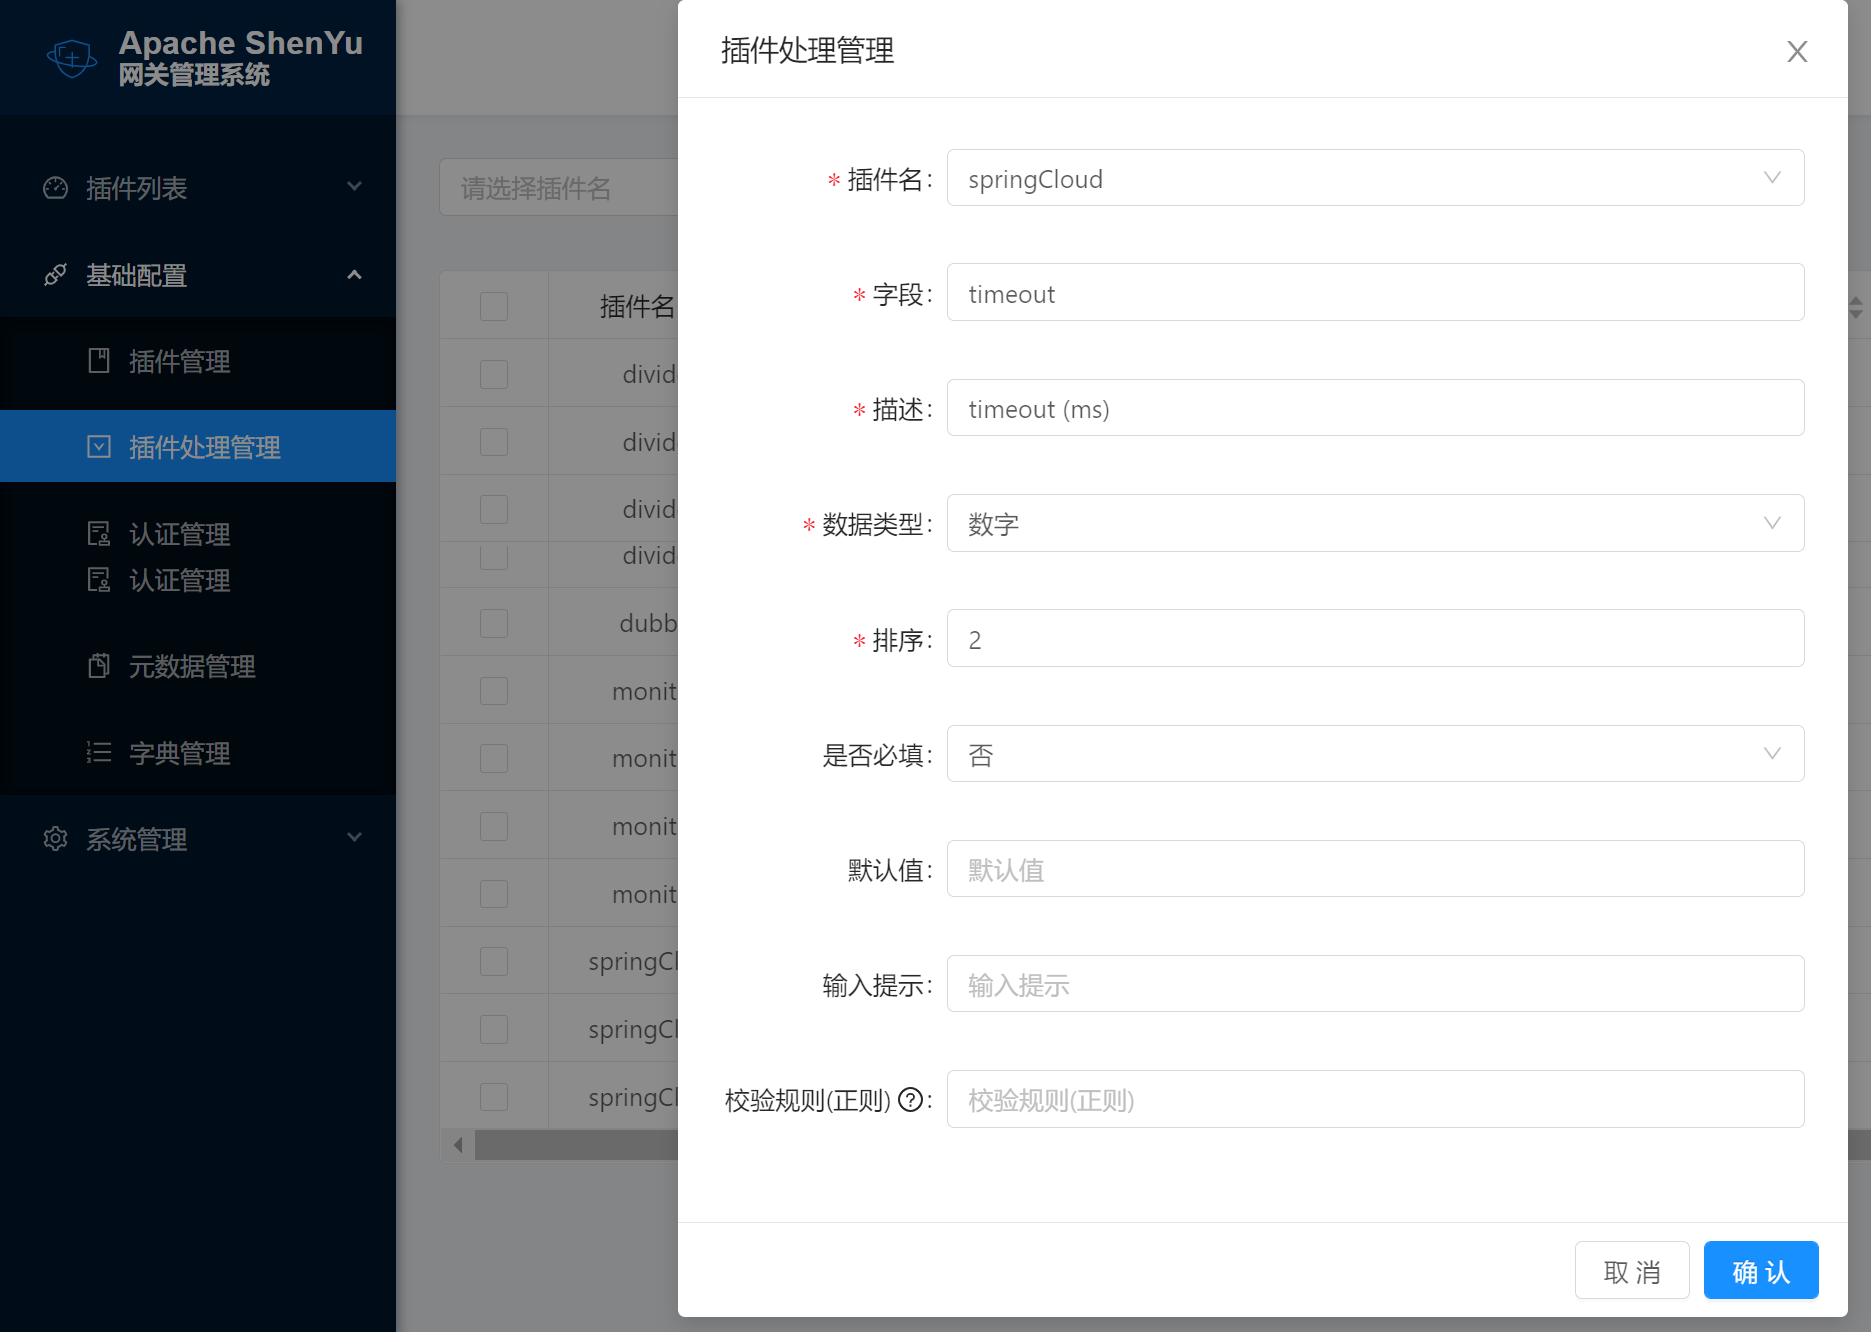 Apache ShenYu
网关管理系统
插件列表
基础配置
插件管理
插件处理管理
认证管理
认证管理
元数据管理
字典管理
系统管理
请选择插件名
插件名
divid
divid
divid
divid
dubb
monit
monit
monit
monit
springCl
springCl
springCl
插件处理管理
* 插件名:
springCloud
* 字段:
timeout
* 描述:
timeout (ms)
* 数据类型:
数字
* 排序:
2
是否必填:
否
默认值:
默认值
输入提示:
输入提示
校验规则(正则) ?:
校验规则(正则)
取 消
确 认